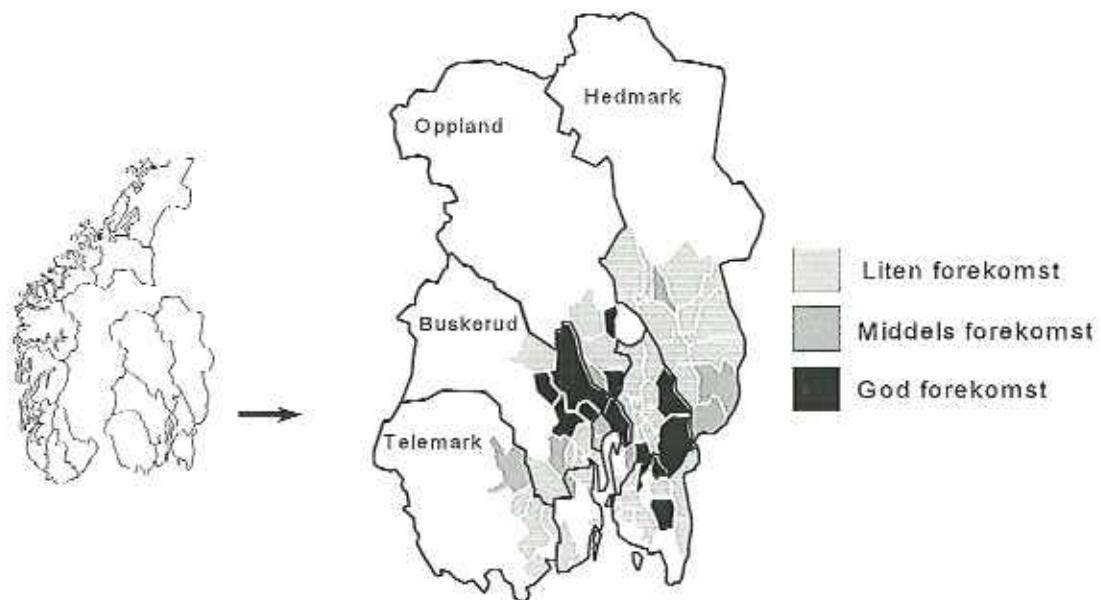 Hedmark
Oppland
Buskerud
Telemark
Liten forekomst
Middels forekomst
God forekomst